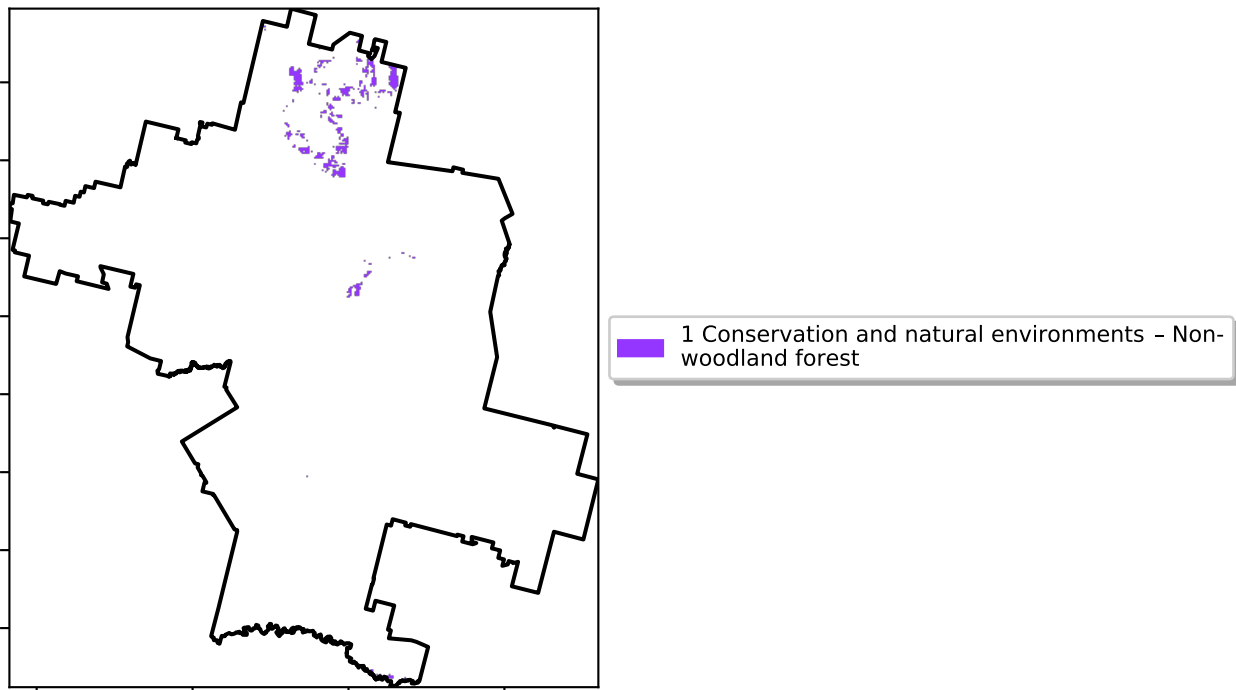 1 Conservation and natural environments – Non-
woodland forest